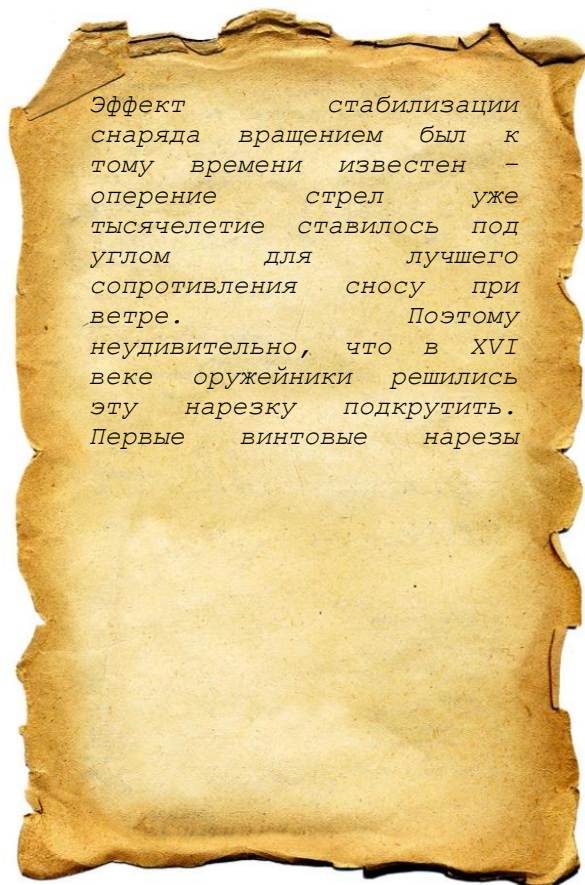 Эффект стабилизации
снаряда вращением был к
тому времени известен –
оперение стрел уже
тысячелетие ставилось под
углом для лучшего
сопротивления сносу при
ветре. Поэтому
неудивительно, что в XVI
веке оружейники решились
эту нарезку подкрутить.
Первые винтовые нарезы